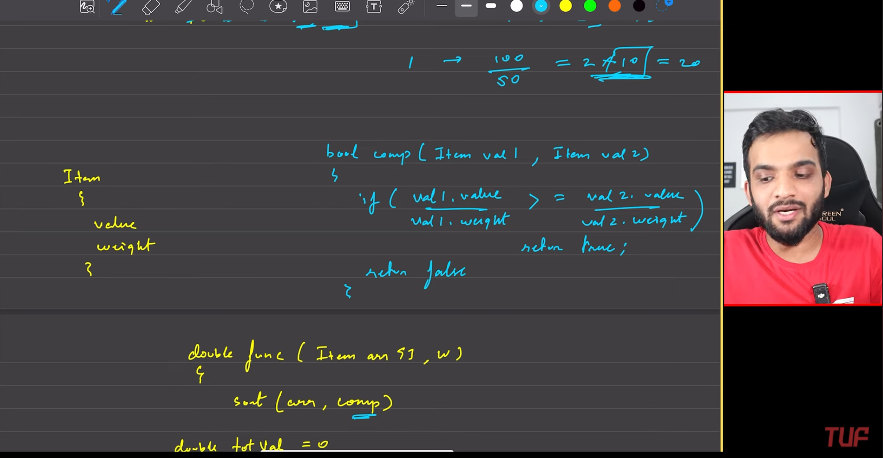 1 → 100/50 = 2 * 10 = 20
bool comp( Item val1 , Item val2)
{
if( val1.value/val1.weight >= val2.value/val2.weight )
return true;
return false
}
Item
{
value
weight
}
double func ( Item arr[] , W)
{
sort (arr, comp)
double totVal = 0
TUF